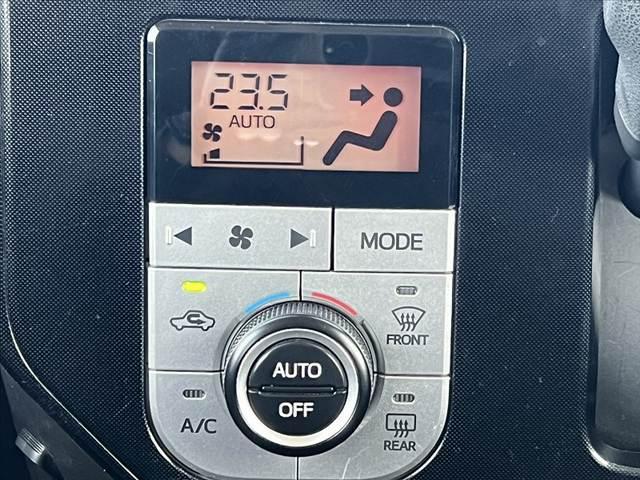 23.5
AUTO
MODE
FRONT
AUTO
OFF
A/C
REAR